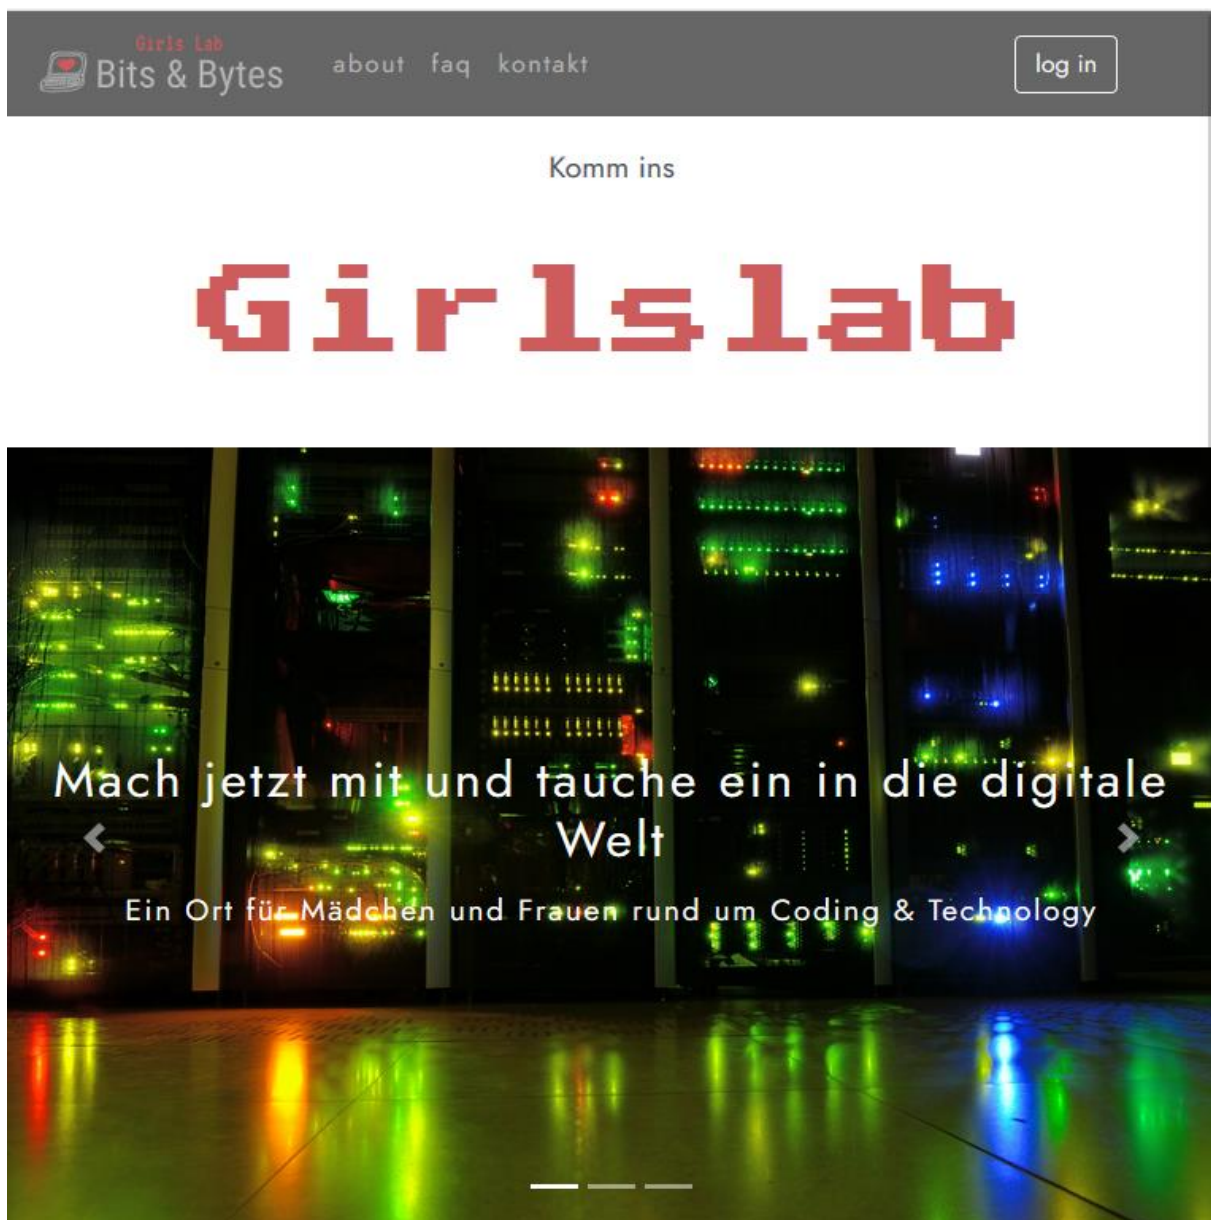 Girls Lab
Bits & Bytes
about faq kontakt
log in
Komm ins
Girlslab
Mach jetzt mit und tauche ein in die digitale
Welt
Ein Ort für Mädchen und Frauen rund um Coding & Technology